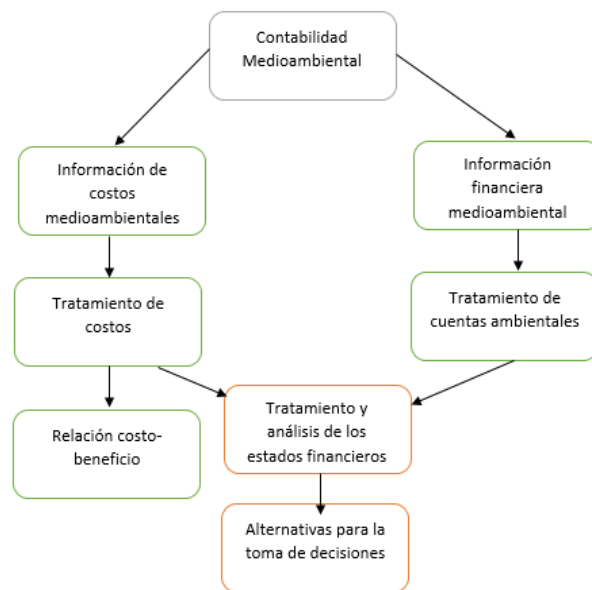 Contabilidad
Medioambiental
Información de
costos
medioambientales
Información
financiera
medioambiental
Tratamiento de
costos
Tratamiento de
cuentas ambientales
Relación costo-
beneficio
Tratamiento y
análisis de los
estados financieros
Alternativas para la
toma de decisiones